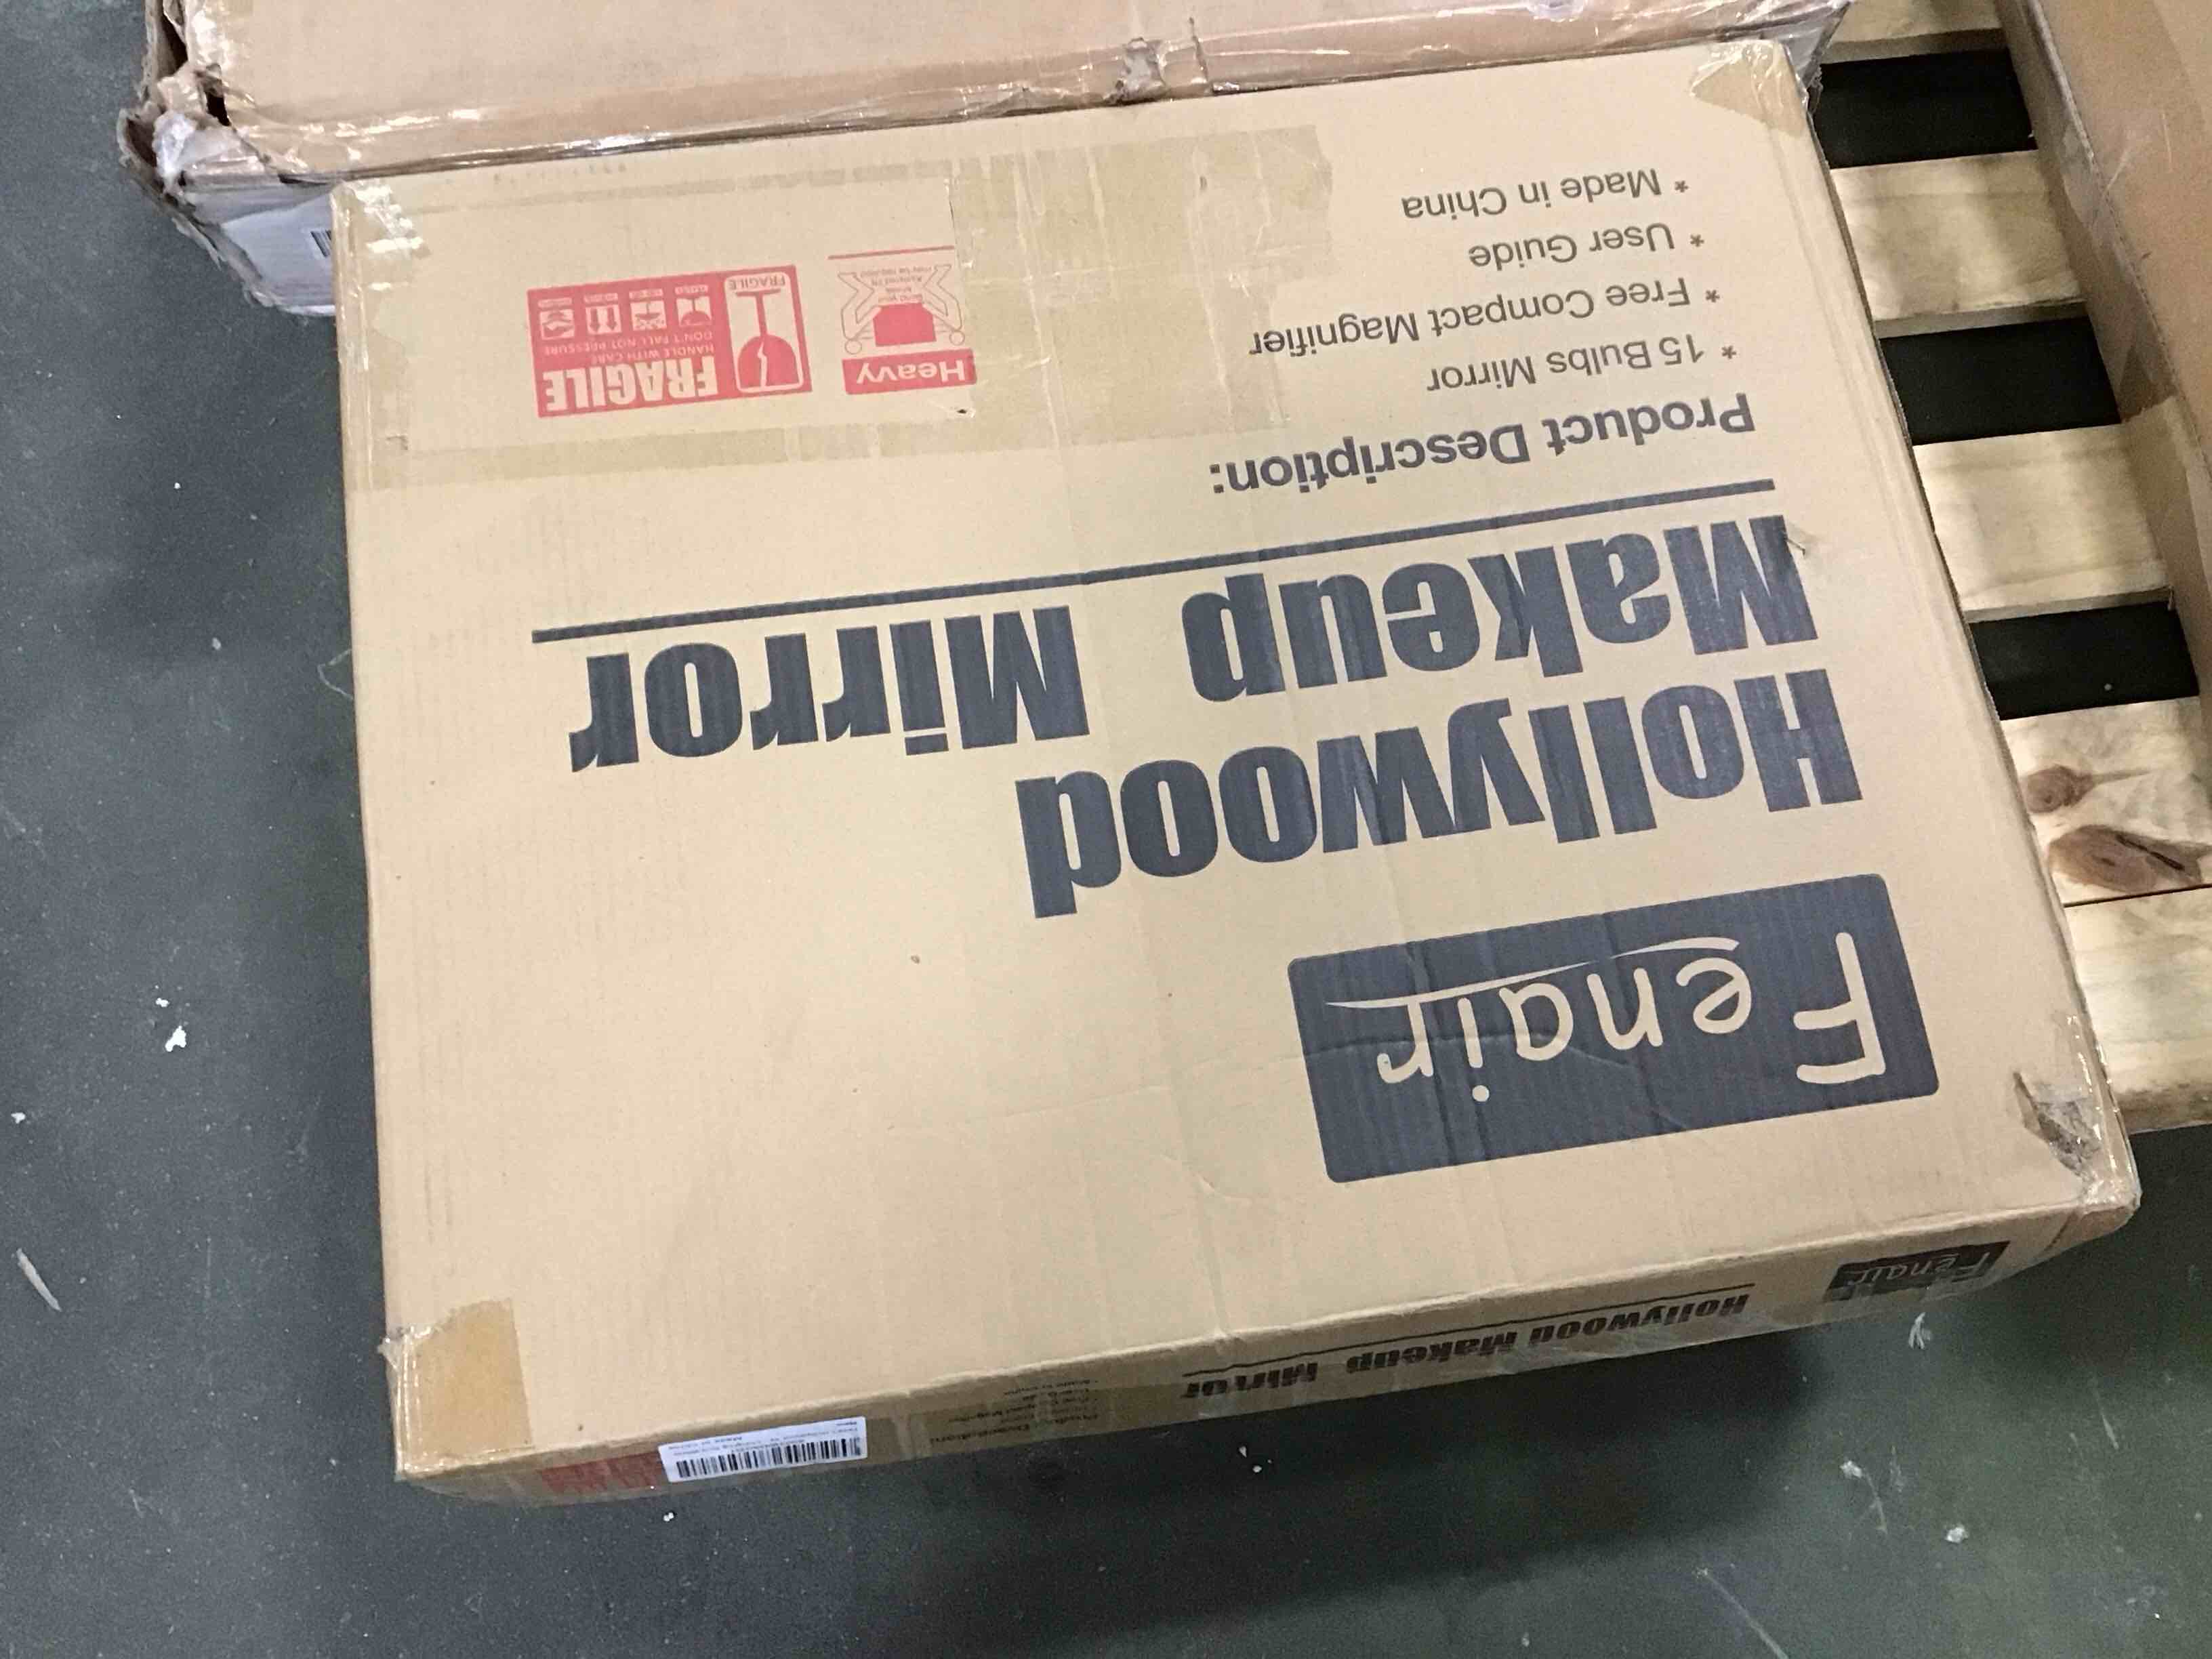 Fenair
Hollywood
Makeup Mirror
Product Description:
* 15 Bulbs Mirror
* Free Compact Magnifier
* User Guide
* Made in China
Heavy
FRAGILE
HANDLE WITH CARE
DON'T FALL NOT PRESSURE
FRAGILE
Fenair
Hollywood Makeup Mirror